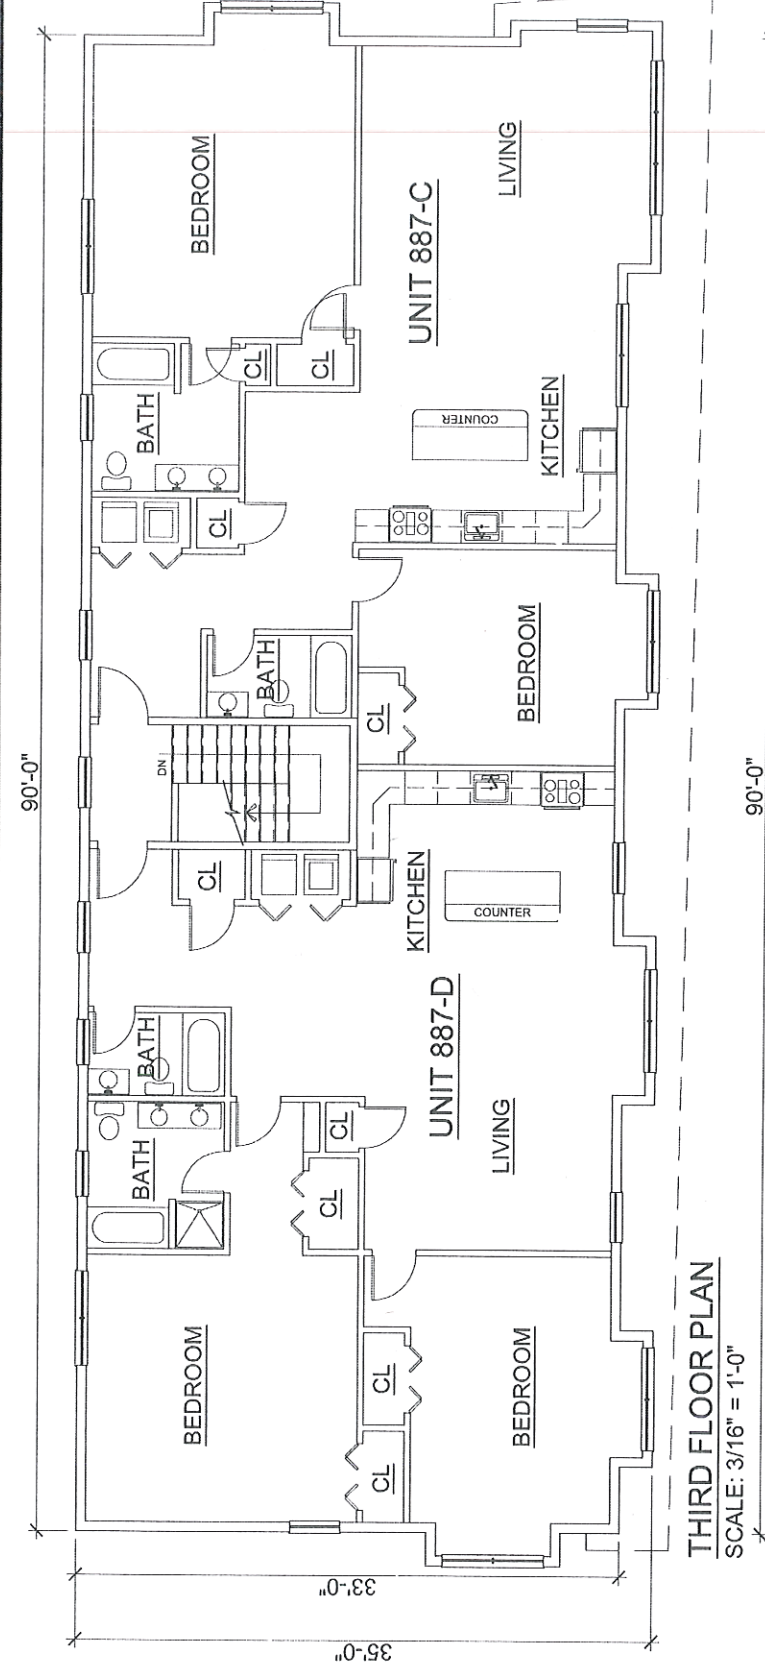 90'-0"
BEDROOM
LIVING
UNIT 887-C
CL
CL
BATH
KITCHEN
COUNTER
CL
BATH
BEDROOM
CL
DN
CL
KITCHEN
COUNTER
BATH
UNIT 887-D
BATH
CL
LIVING
CL
BEDROOM
CL
CL
BEDROOM
33'-0"
35'-0"
90'-0"
THIRD FLOOR PLAN
SCALE: 3/16" = 1'-0"